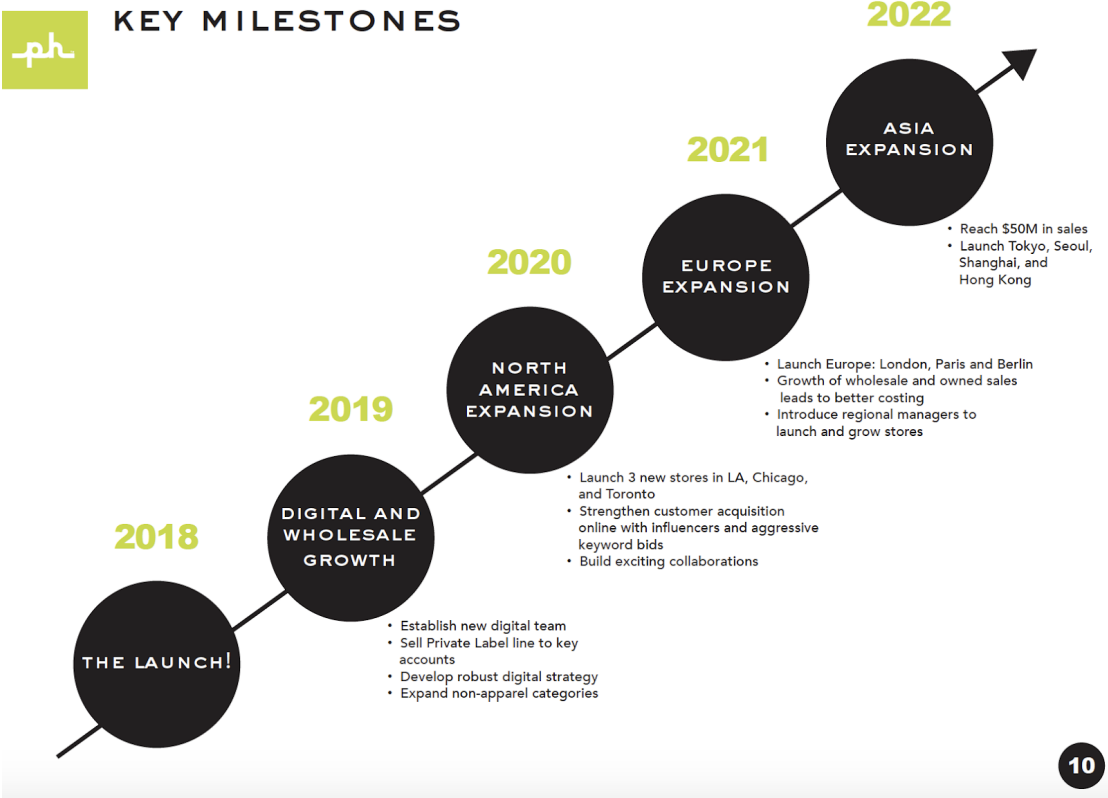 ph
KEY MILESTONES
2018
THE LAUNCH!
2019
DIGITAL AND
WHOLESALE
GROWTH
• Establish new digital team
• Sell Private Label line to key
accounts
• Develop robust digital strategy
• Expand non-apparel categories
2020
NORTH
AMERICA
EXPANSION
• Launch 3 new stores in LA, Chicago,
and Toronto
• Strengthen customer acquisition
online with influencers and aggressive
keyword bids
• Build exciting collaborations
2021
EUROPE
EXPANSION
• Launch Europe: London, Paris and Berlin
• Growth of wholesale and owned sales
leads to better costing
• Introduce regional managers to
launch and grow stores
2022
ASIA
EXPANSION
• Reach $50M in sales
• Launch Tokyo, Seoul,
Shanghai, and
Hong Kong
10